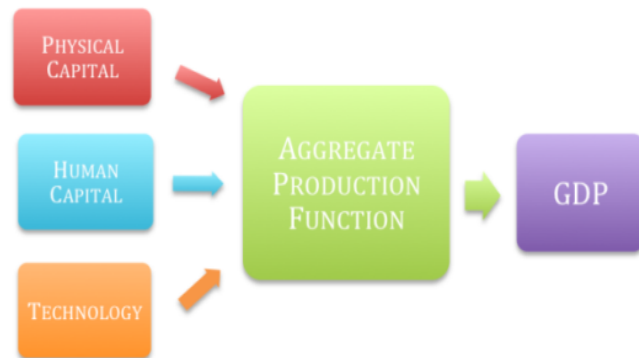 PHYSICAL
CAPITAL
HUMAN
CAPITAL
TECHNOLOGY
AGGREGATE
PRODUCTION
FUNCTION
GDP